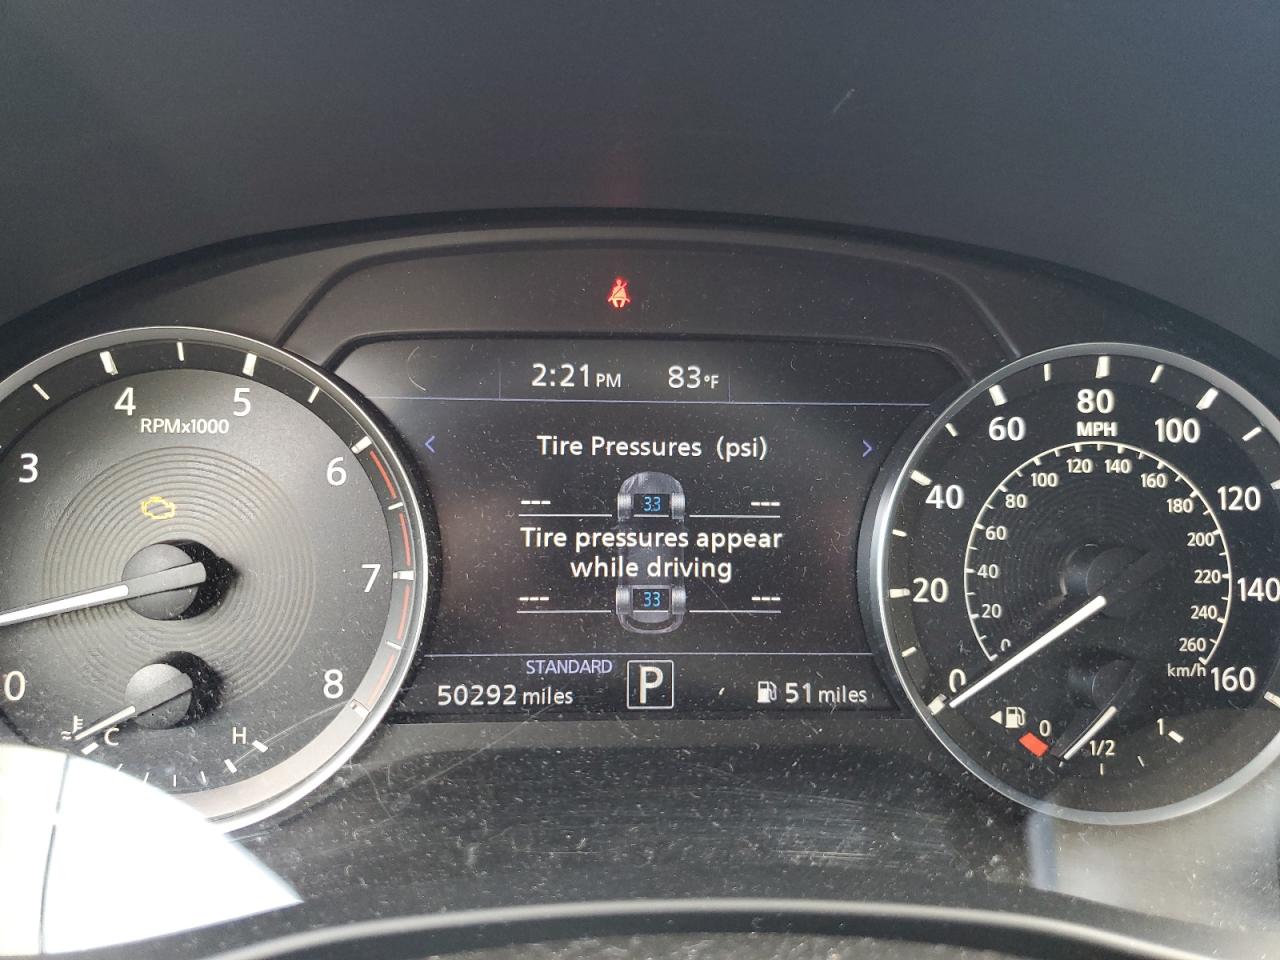 2:21 PM 83°F
< Tire Pressures (psi) >
--- 33 ---
Tire pressures appear
while driving
--- 33 ---
STANDARD
50292 miles P 51 miles
0
3
4
5
6
7
8
RPMx1000
C H
0
20
40
60
80
100
120
140
160
MPH
0
20
40
60
80
100
120
140
160
180
200
220
240
260
km/h
0 1/2 1